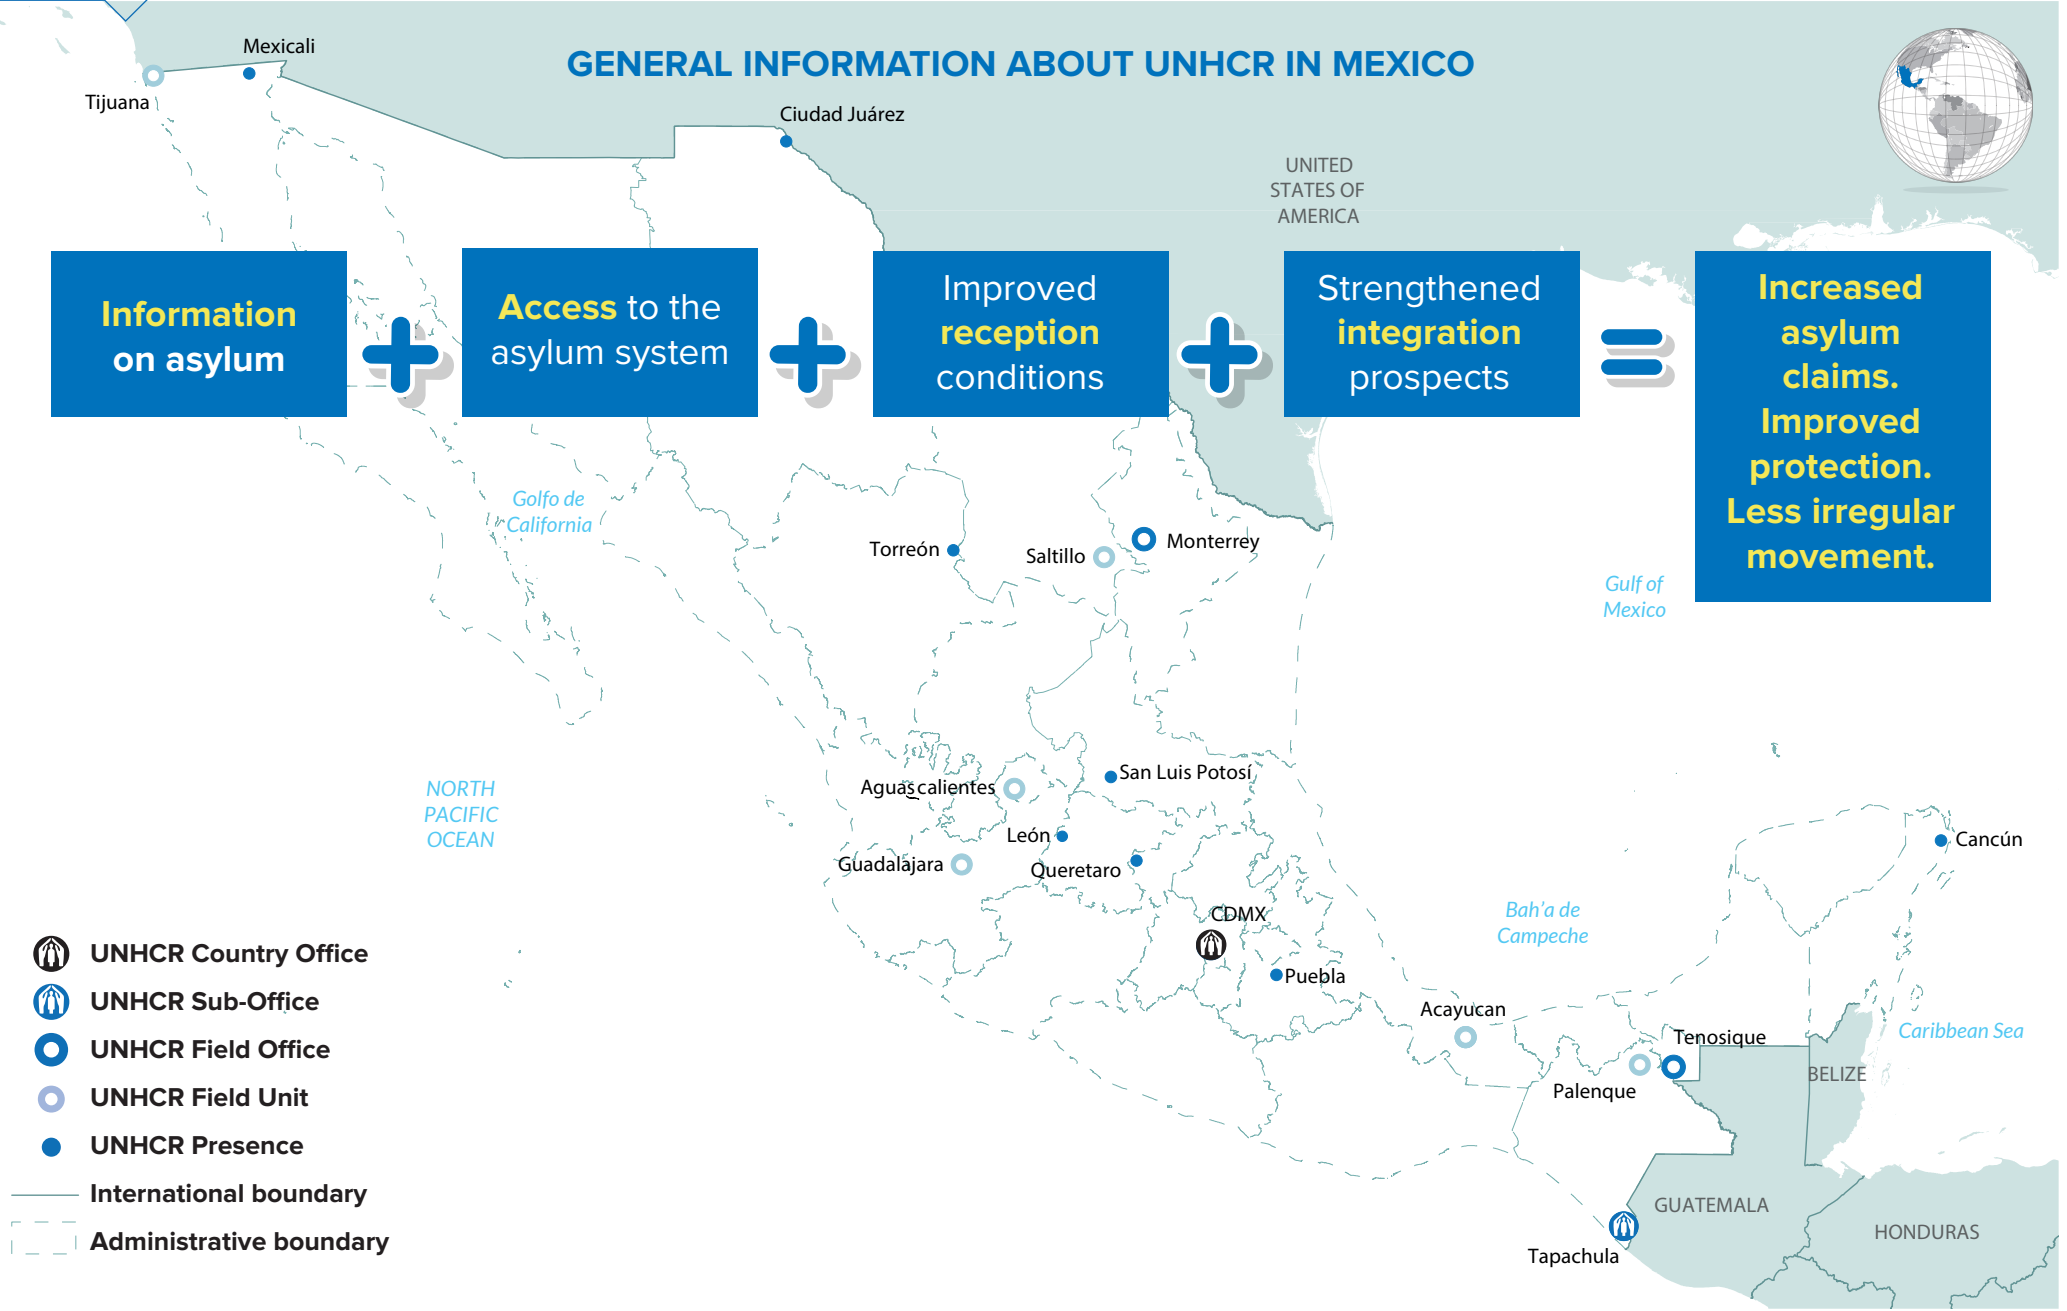 GENERAL INFORMATION ABOUT UNHCR IN MEXICO
Mexicali
Tijuana
Ciudad Juárez
UNITED
STATES OF
AMERICA
Information
on asylum
Access to the
asylum system
Improved
reception
conditions
Strengthened
integration
prospects
Increased
asylum
claims.
Improved
protection.
Less irregular
movement.
Golfo de
California
Torreón
Saltillo
Monterrey
Gulf of
Mexico
NORTH
PACIFIC
OCEAN
San Luis Potosí
Aguascalientes
León
Guadalajara
Queretaro
Cancún
CDMX
Puebla
Bah'a de
Campeche
Acayucan
Tenosique
Palenque
Caribbean Sea
BELIZE
GUATEMALA
HONDURAS
Tapachula
UNHCR Country Office
UNHCR Sub-Office
UNHCR Field Office
UNHCR Field Unit
UNHCR Presence
International boundary
Administrative boundary